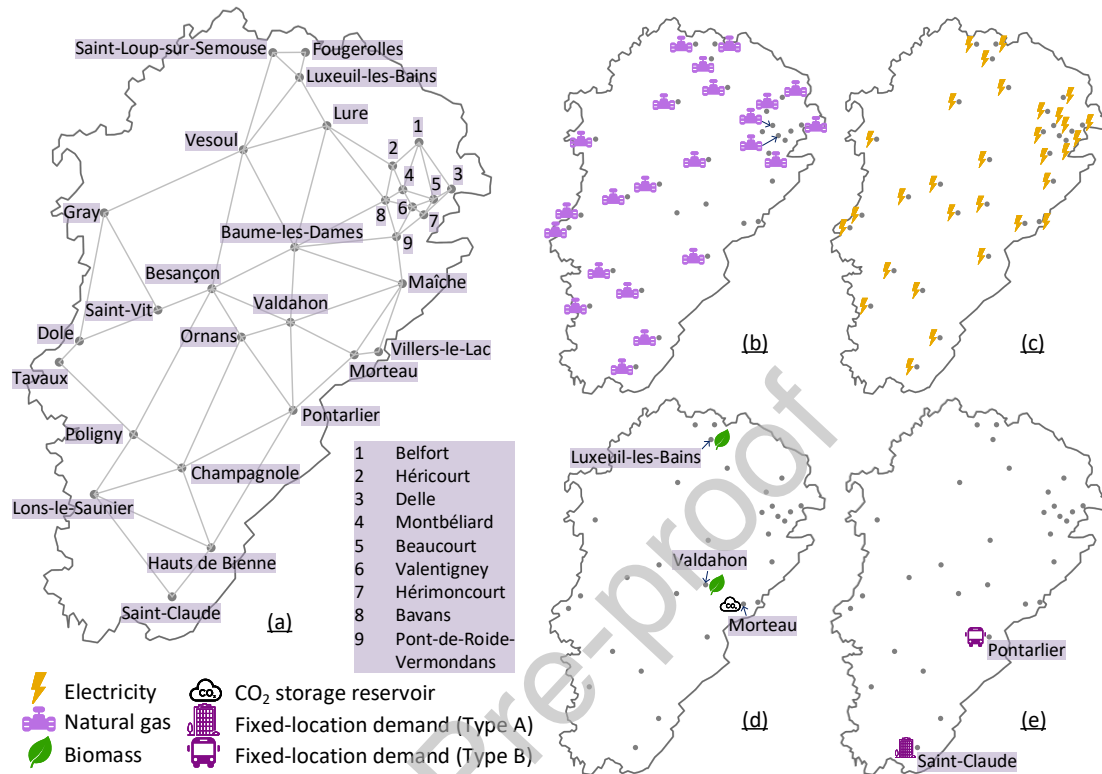 Saint-Loup-sur-Semouse
Fougerolles
Luxeuil-les-Bains
Lure
1
Vesoul
2
4
5
3
Gray
6
8
7
Baume-les-Dames
9
Besançon
Maîche
Saint-Vit
Valdahon
Dole
Ornans
Villers-le-Lac
Tavaux
Morteau
Pontarlier
Poligny
Champagnole
Lons-le-Saunier
Hauts de Bienne
Saint-Claude
(a)
1 Belfort
2 Héricourt
3 Delle
4 Montbéliard
5 Beaucourt
6 Valentigney
7 Hérimoncourt
8 Bavans
9 Pont-de-Roide-
Vermondans
(b)
(c)
Luxeuil-les-Bains
Valdahon
CO₂
Morteau
(d)
Pontarlier
Saint-Claude
(e)
Electricity
Natural gas
Biomass
CO₂
CO₂ storage reservoir
Fixed-location demand (Type A)
Fixed-location demand (Type B)
Pre-proof